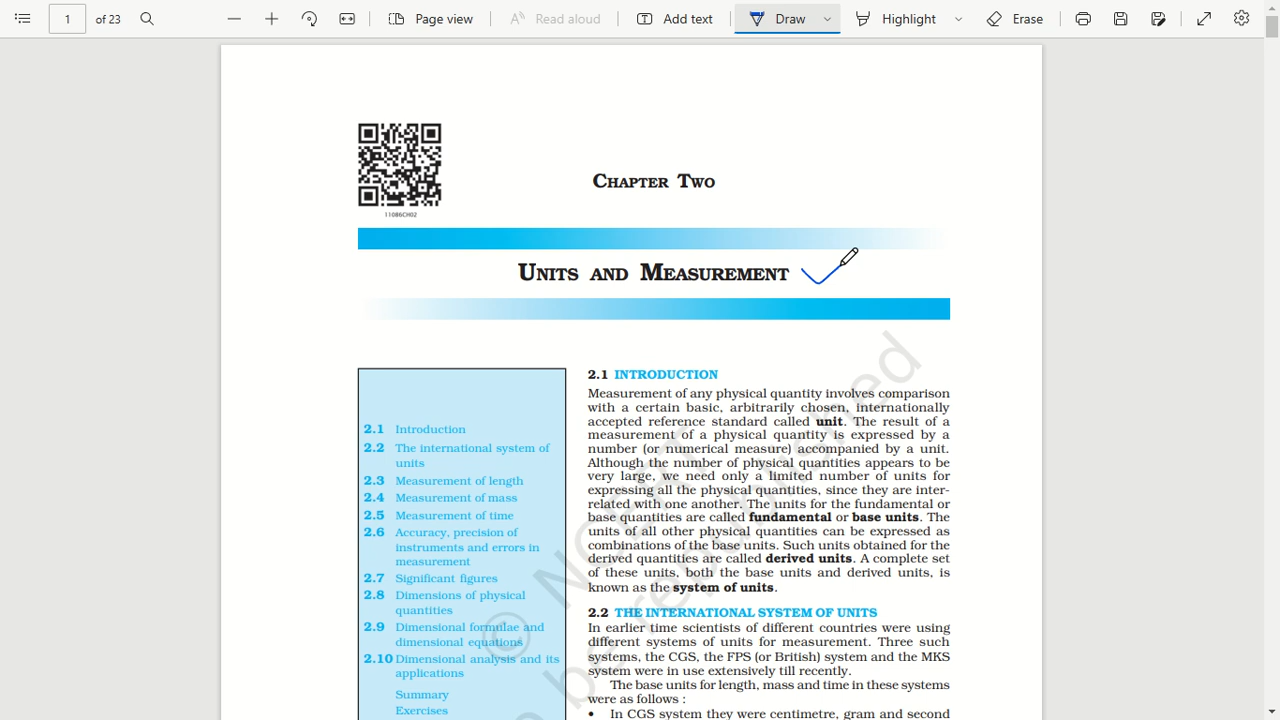 1 of 23 Page view Read aloud Add text Draw Highlight Erase
11086CH02
CHAPTER TWO
UNITS AND MEASUREMENT
2.1 Introduction
2.2 The international system of
units
2.3 Measurement of length
2.4 Measurement of mass
2.5 Measurement of time
2.6 Accuracy, precision of
instruments and errors in
measurement
2.7 Significant figures
2.8 Dimensions of physical
quantities
2.9 Dimensional formulae and
dimensional equations
2.10 Dimensional analysis and its
applications
Summary
Exercises
2.1 INTRODUCTION
Measurement of any physical quantity involves comparison
with a certain basic, arbitrarily chosen, internationally
accepted reference standard called unit. The result of a
measurement of a physical quantity is expressed by a
number (or numerical measure) accompanied by a unit.
Although the number of physical quantities appears to be
very large, we need only a limited number of units for
expressing all the physical quantities, since they are inter-
related with one another. The units for the fundamental or
base quantities are called fundamental or base units. The
units of all other physical quantities can be expressed as
combinations of the base units. Such units obtained for the
derived quantities are called derived units. A complete set
of these units, both the base units and derived units, is
known as the system of units.
2.2 THE INTERNATIONAL SYSTEM OF UNITS
In earlier time scientists of different countries were using
different systems of units for measurement. Three such
systems, the CGS, the FPS (or British) system and the MKS
system were in use extensively till recently.
The base units for length, mass and time in these systems
were as follows :
• In CGS system they were centimetre, gram and second
© NCERT
be republished